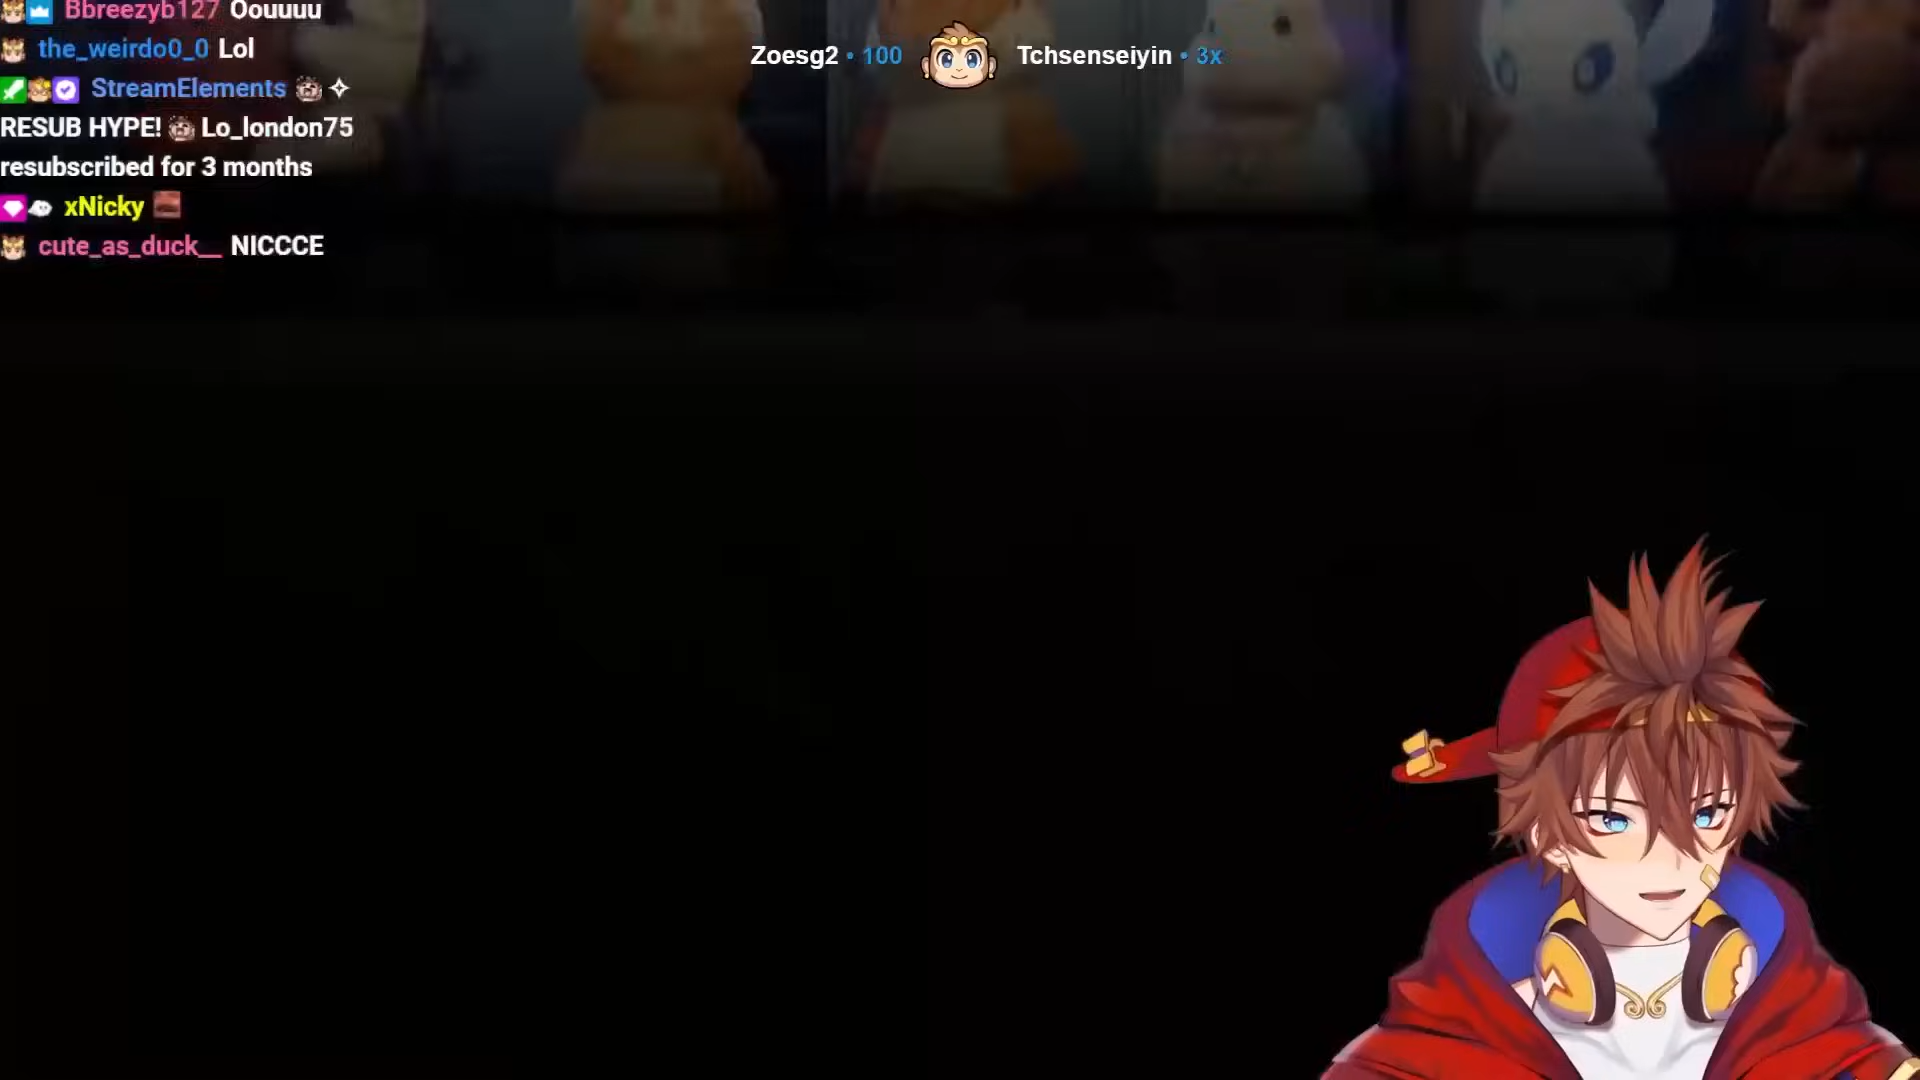 Bbreezyb127 Oouuuu
the_weirdo0_0 Lol
StreamElements
RESUB HYPE! Lo_london75
resubscribed for 3 months
xNicky
cute_as_duck__ NICCCE
Zoesg2 • 100 Tchsenseiyin • 3x